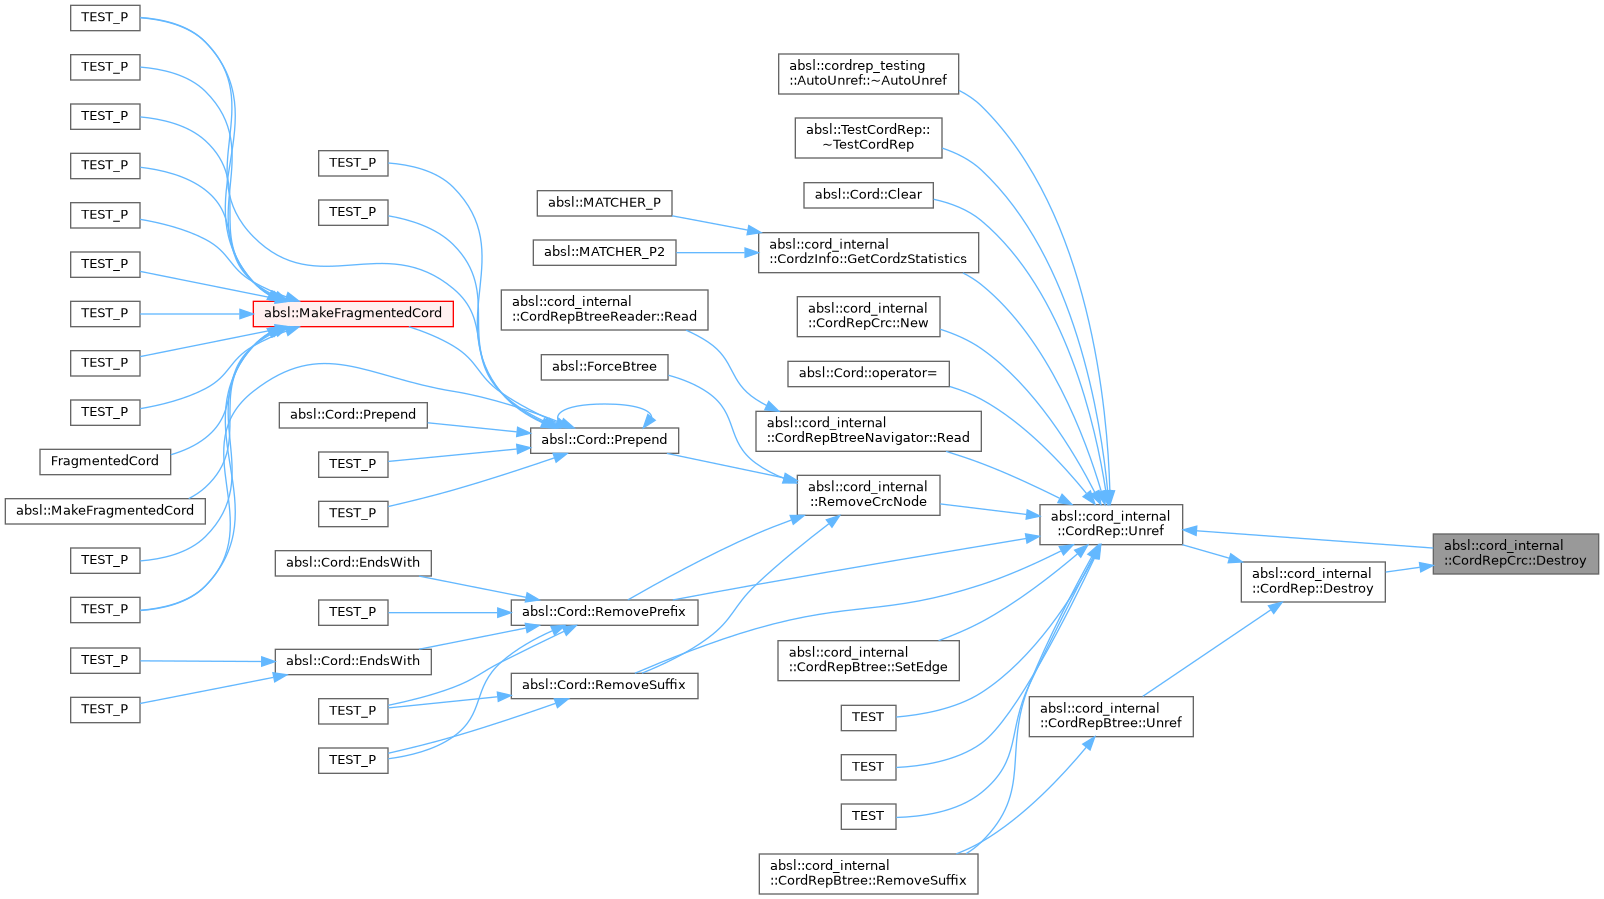 TEST_P
TEST_P
TEST_P
TEST_P
TEST_P
TEST_P
TEST_P
TEST_P
TEST_P
FragmentedCord
absl::MakeFragmentedCord
TEST_P
TEST_P
TEST_P
TEST_P
absl::MakeFragmentedCord
TEST_P
TEST_P
absl::Cord::Prepend
TEST_P
TEST_P
absl::Cord::EndsWith
TEST_P
absl::Cord::EndsWith
TEST_P
TEST_P
absl::MATCHER_P
absl::MATCHER_P2
absl::cord_internal
::CordRepBtreeReader::Read
absl::ForceBtree
absl::Cord::Prepend
absl::Cord::RemovePrefix
absl::Cord::RemoveSuffix
absl::cordrep_testing
::AutoUnref::~AutoUnref
absl::TestCordRep::
~TestCordRep
absl::Cord::Clear
absl::cord_internal
::CordzInfo::GetCordzStatistics
absl::cord_internal
::CordRepCrc::New
absl::Cord::operator=
absl::cord_internal
::CordRepBtreeNavigator::Read
absl::cord_internal
::RemoveCrcNode
absl::cord_internal
::CordRepBtree::SetEdge
TEST
TEST
TEST
absl::cord_internal
::CordRepBtree::RemoveSuffix
absl::cord_internal
::CordRep::Unref
absl::cord_internal
::CordRepBtree::Unref
absl::cord_internal
::CordRep::Destroy
absl::cord_internal
::CordRepCrc::Destroy